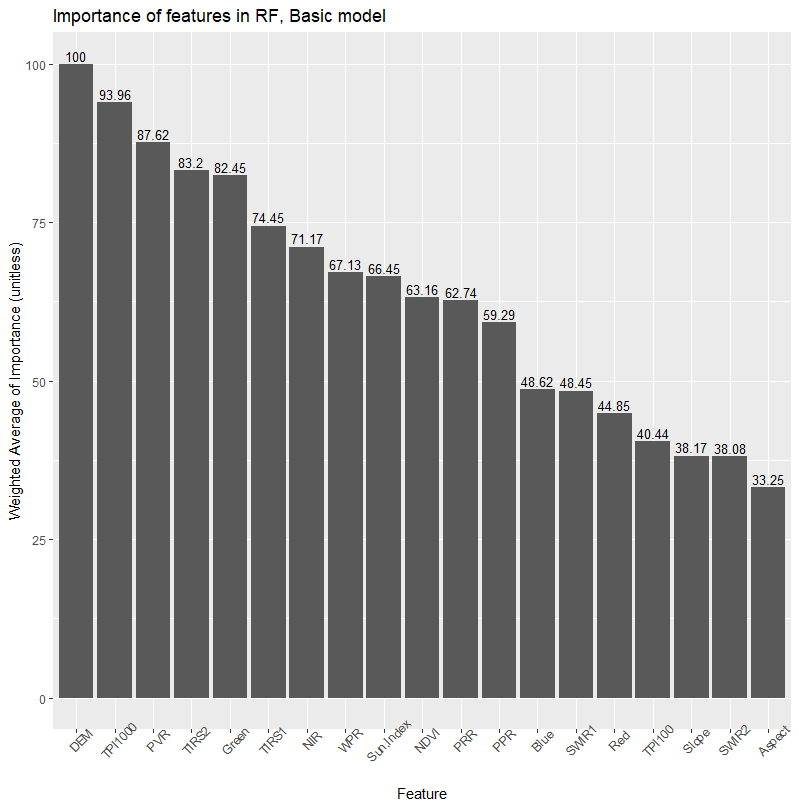 Importance of features in RF, Basic model
Weighted Average of Importance (unitless)
100
75
50
25
0
100
93.96
87.62
83.2
82.45
74.45
71.17
67.13
66.45
63.16
62.74
59.29
48.62
48.45
44.85
40.44
38.17
38.08
33.25
DEM
TPI1000
PVR
TIRS2
Green
TIRS1
NIR
WPR
Sun.Index
NDVI
PRR
PPR
Blue
SWIR1
Red
TPI100
Slope
SWIR2
Aspect
Feature